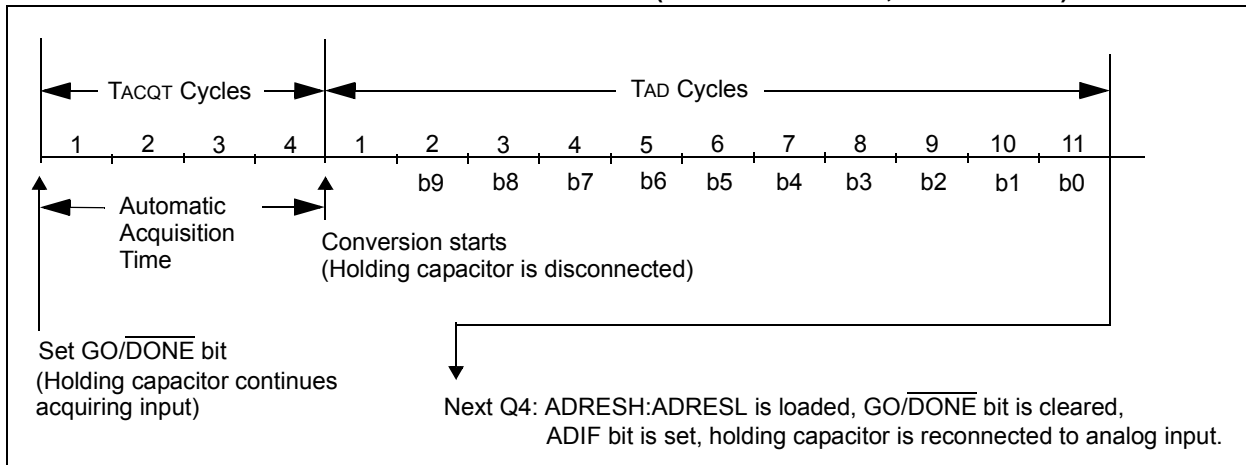 TACQT Cycles
TAD Cycles
1 2 3 4 1 2 3 4 5 6 7 8 9 10 11
b9 b8 b7 b6 b5 b4 b3 b2 b1 b0
Automatic
Acquisition
Time
Conversion starts
(Holding capacitor is disconnected)
Set GO/DONE bit
(Holding capacitor continues
acquiring input)
Next Q4: ADRESH:ADRESL is loaded, GO/DONE bit is cleared,
ADIF bit is set, holding capacitor is reconnected to analog input.